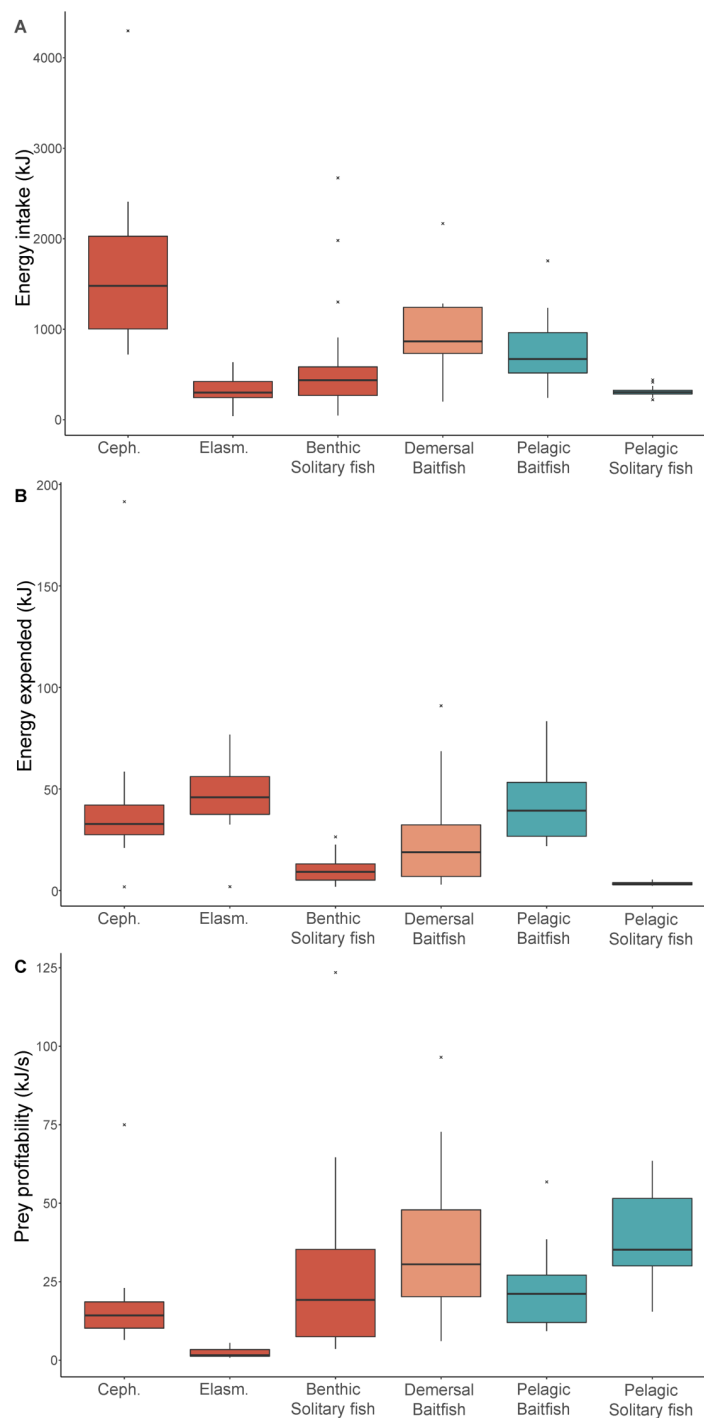 A
Energy intake (kJ)
4000
3000
2000
1000
0
Ceph. Elasm. Benthic Demersal Pelagic Pelagic
Solitary fish Baitfish Baitfish Solitary fish
B
Energy expended (kJ)
200
150
100
50
0
Ceph. Elasm. Benthic Demersal Pelagic Pelagic
Solitary fish Baitfish Baitfish Solitary fish
C
Prey profitability (kJ/s)
125
100
75
50
25
0
Ceph. Elasm. Benthic Demersal Pelagic Pelagic
Solitary fish Baitfish Baitfish Solitary fish